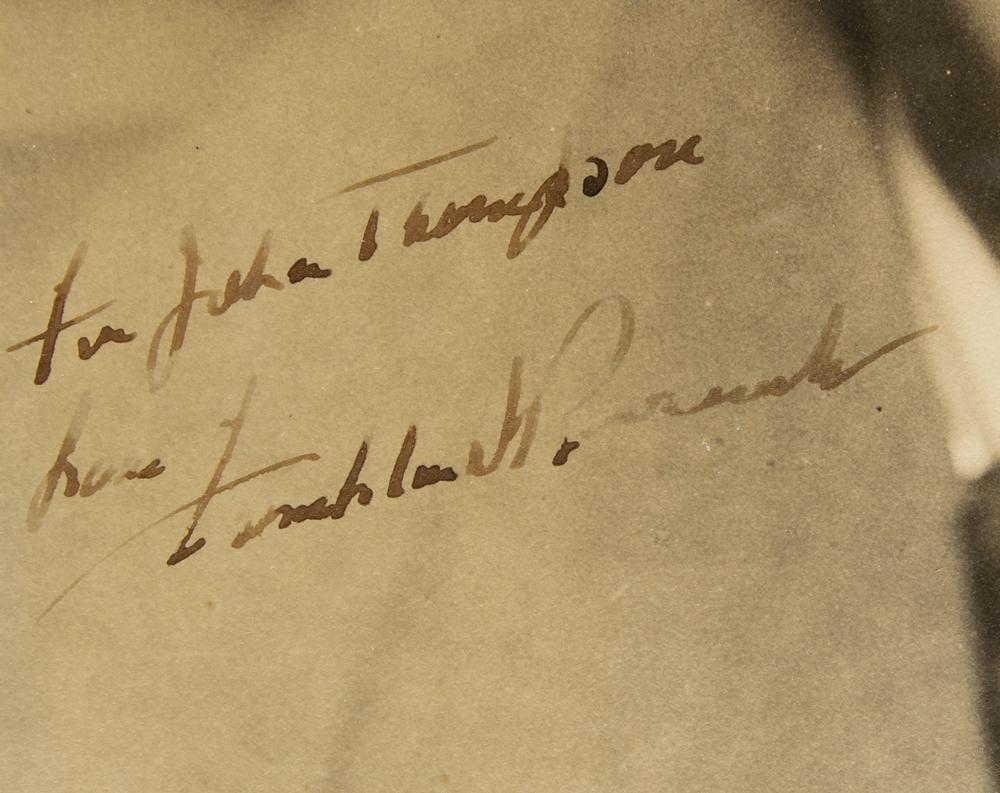 For John Thompson
from Franklin D. Roosevelt